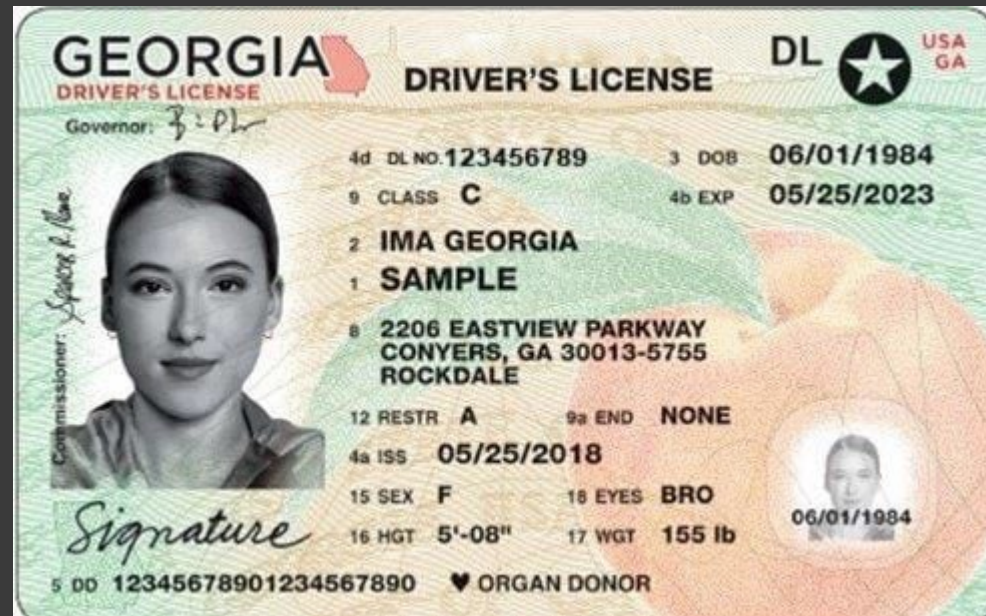 GEORGIA
DRIVER'S LICENSE
DRIVER'S LICENSE
DL
USA
GA
Governor:
Commissioner:
4d DL NO. 123456789
3 DOB 06/01/1984
9 CLASS C
4b EXP 05/25/2023
2 IMA GEORGIA
1 SAMPLE
8 2206 EASTVIEW PARKWAY
CONYERS, GA 30013-5755
ROCKDALE
12 RESTR A
9a END NONE
4a ISS 05/25/2018
15 SEX F
18 EYES BRO
16 HGT 5'-08"
17 WGT 155 lb
06/01/1984
Signature
5 DD 12345678901234567890
♥ ORGAN DONOR